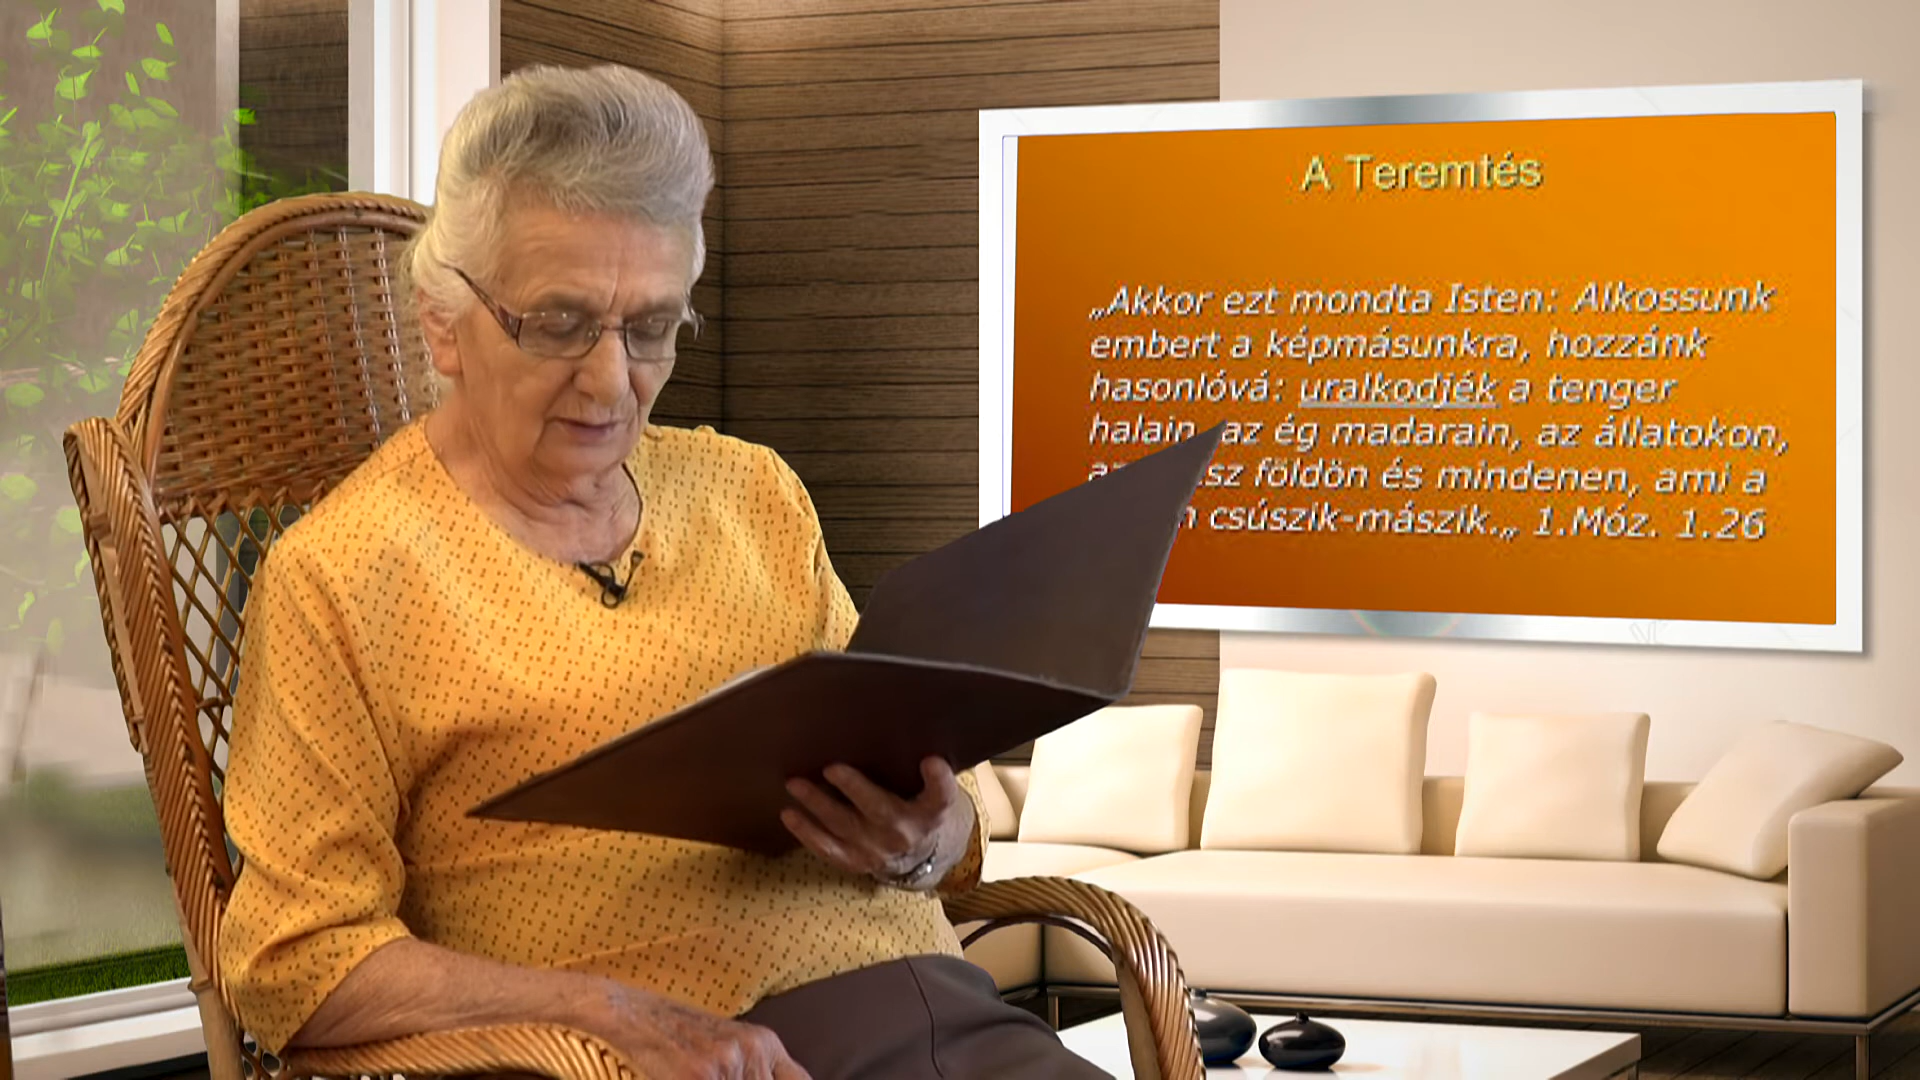 A Teremtés
„Akkor ezt mondta Isten: Alkossunk
embert a képmásunkra, hozzánk
hasonlóvá: uralkodjék a tenger
halain, az ég madarain, az állatokon,
földön és mindenen, ami a
csúszik-mászik.„ 1.Móz. 1.26